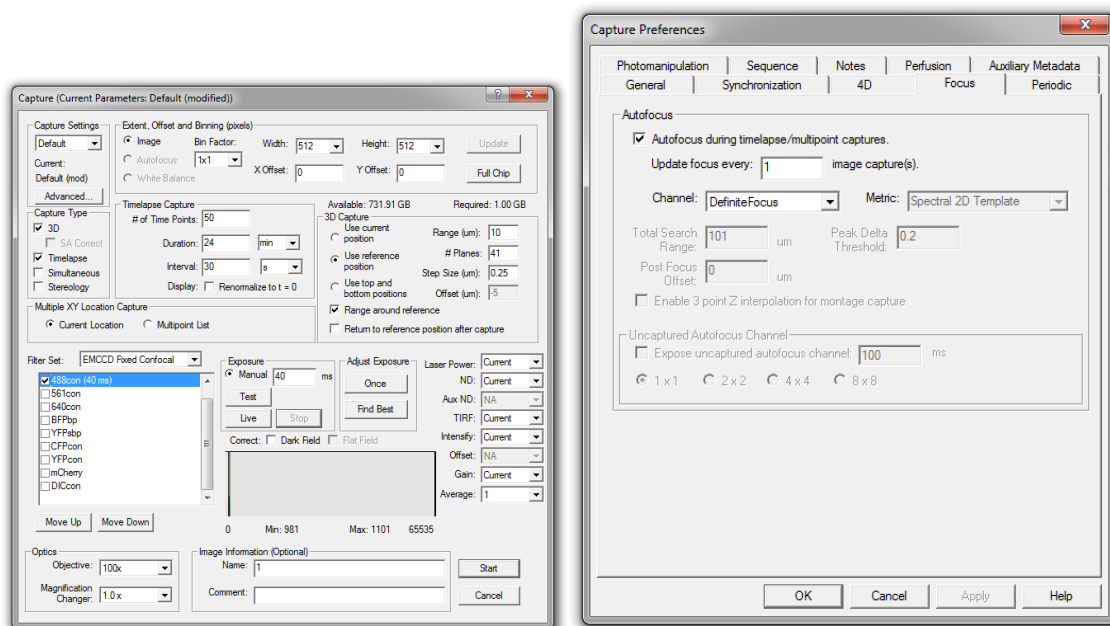 Capture (Current Parameters: Default (modified))
Capture Settings
Default
Current:
Default (mod)
Advanced...
Extent, Offset and Binning (pixels)
Image
Autofocus
White Balance
Bin Factor:
1x1
Width: 512
Height: 512
Update
X Offset: 0
Y Offset: 0
Full Chip
Capture Type
3D
SA Correct
Timelapse
Simultaneous
Stereology
Timelapse Capture
# of Time Points: 50
Duration: 24 min
Interval: 30 s
Display: Renormalize to t = 0
Available: 731.91 GB Required: 1.00 GB
3D Capture
Use current
position
Use reference
position
Use top and
bottom positions
Range (um): 10
# Planes: 41
Step Size (um): 0.25
Offset (um): -5
Range around reference
Return to reference position after capture
Multiple XY Location Capture
Current Location Multipoint List
Filter Set: EMCCD Fixed Confocal
488con (40 ms)
561con
640con
BFPbp
YFPsbp
CFPcon
YFPcon
mCherry
DICcon
Move Up Move Down
Exposure
Manual 40 ms
Test
Live Stop
Adjust Exposure
Once
Find Best
Correct: Dark Field Flat Field
0 Min: 981 Max: 1101 65535
Laser Power: Current
ND: Current
Aux ND: NA
TIRF: Current
Intensify: Current
Offset: NA
Gain: Current
Average: 1
Optics
Objective: 100x
Magnification
Changer: 1.0 x
Image Information (Optional)
Name: 1
Comment:
Start
Cancel
Capture Preferences
Photomanipulation Sequence Notes Perfusion Auxiliary Metadata
General Synchronization 4D Focus Periodic
Autofocus
Autofocus during timelapse/multipoint captures.
Update focus every: 1 image capture(s).
Channel: DefiniteFocus Metric: Spectral 2D Template
Total Search
Range: 101 um
Peak Delta
Threshold: 0.2
Post Focus
Offset: 0 um
Enable 3 point Z interpolation for montage capture
Uncaptured Autofocus Channel
Expose uncaptured autofocus channel: 100 ms
1 x 1 2 x 2 4 x 4 8 x 8
OK Cancel Apply Help